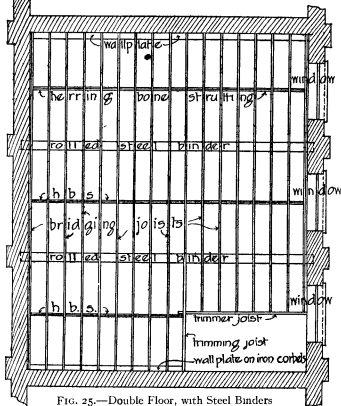 wall plate
window
herring bone strutting
rolled steel binder
h b s
window
bridging joists
rolled steel binder
window
h. b. s.
trimmer joist
trimming joist
wall plate on iron corbels
FIG. 25.—Double Floor, with Steel Binders